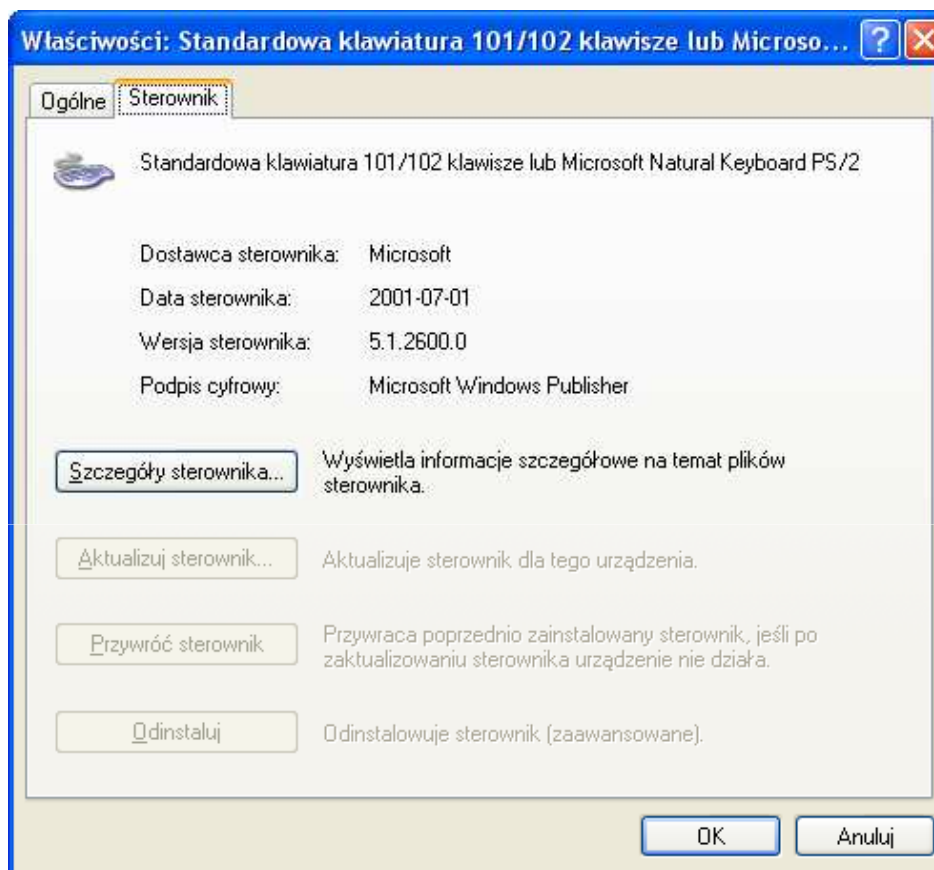 Właściwości: Standardowa klawiatura 101/102 klawisze lub Microso... ?
Ogólne Sterownik
Standardowa klawiatura 101/102 klawisze lub Microsoft Natural Keyboard PS/2
Dostawca sterownika: Microsoft
Data sterownika: 2001-07-01
Wersja sterownika: 5.1.2600.0
Podpis cyfrowy: Microsoft Windows Publisher
Szczegóły sterownika... Wyświetla informacje szczegółowe na temat plików
sterownika.
Aktualizuj sterownik... Aktualizuje sterownik dla tego urządzenia.
Przywróć sterownik Przywraca poprzednio zainstalowany sterownik, jeśli po
zaktualizowaniu sterownika urządzenie nie działa.
Odinstaluj Odinstalowuje sterownik (zaawansowane).
OK Anuluj